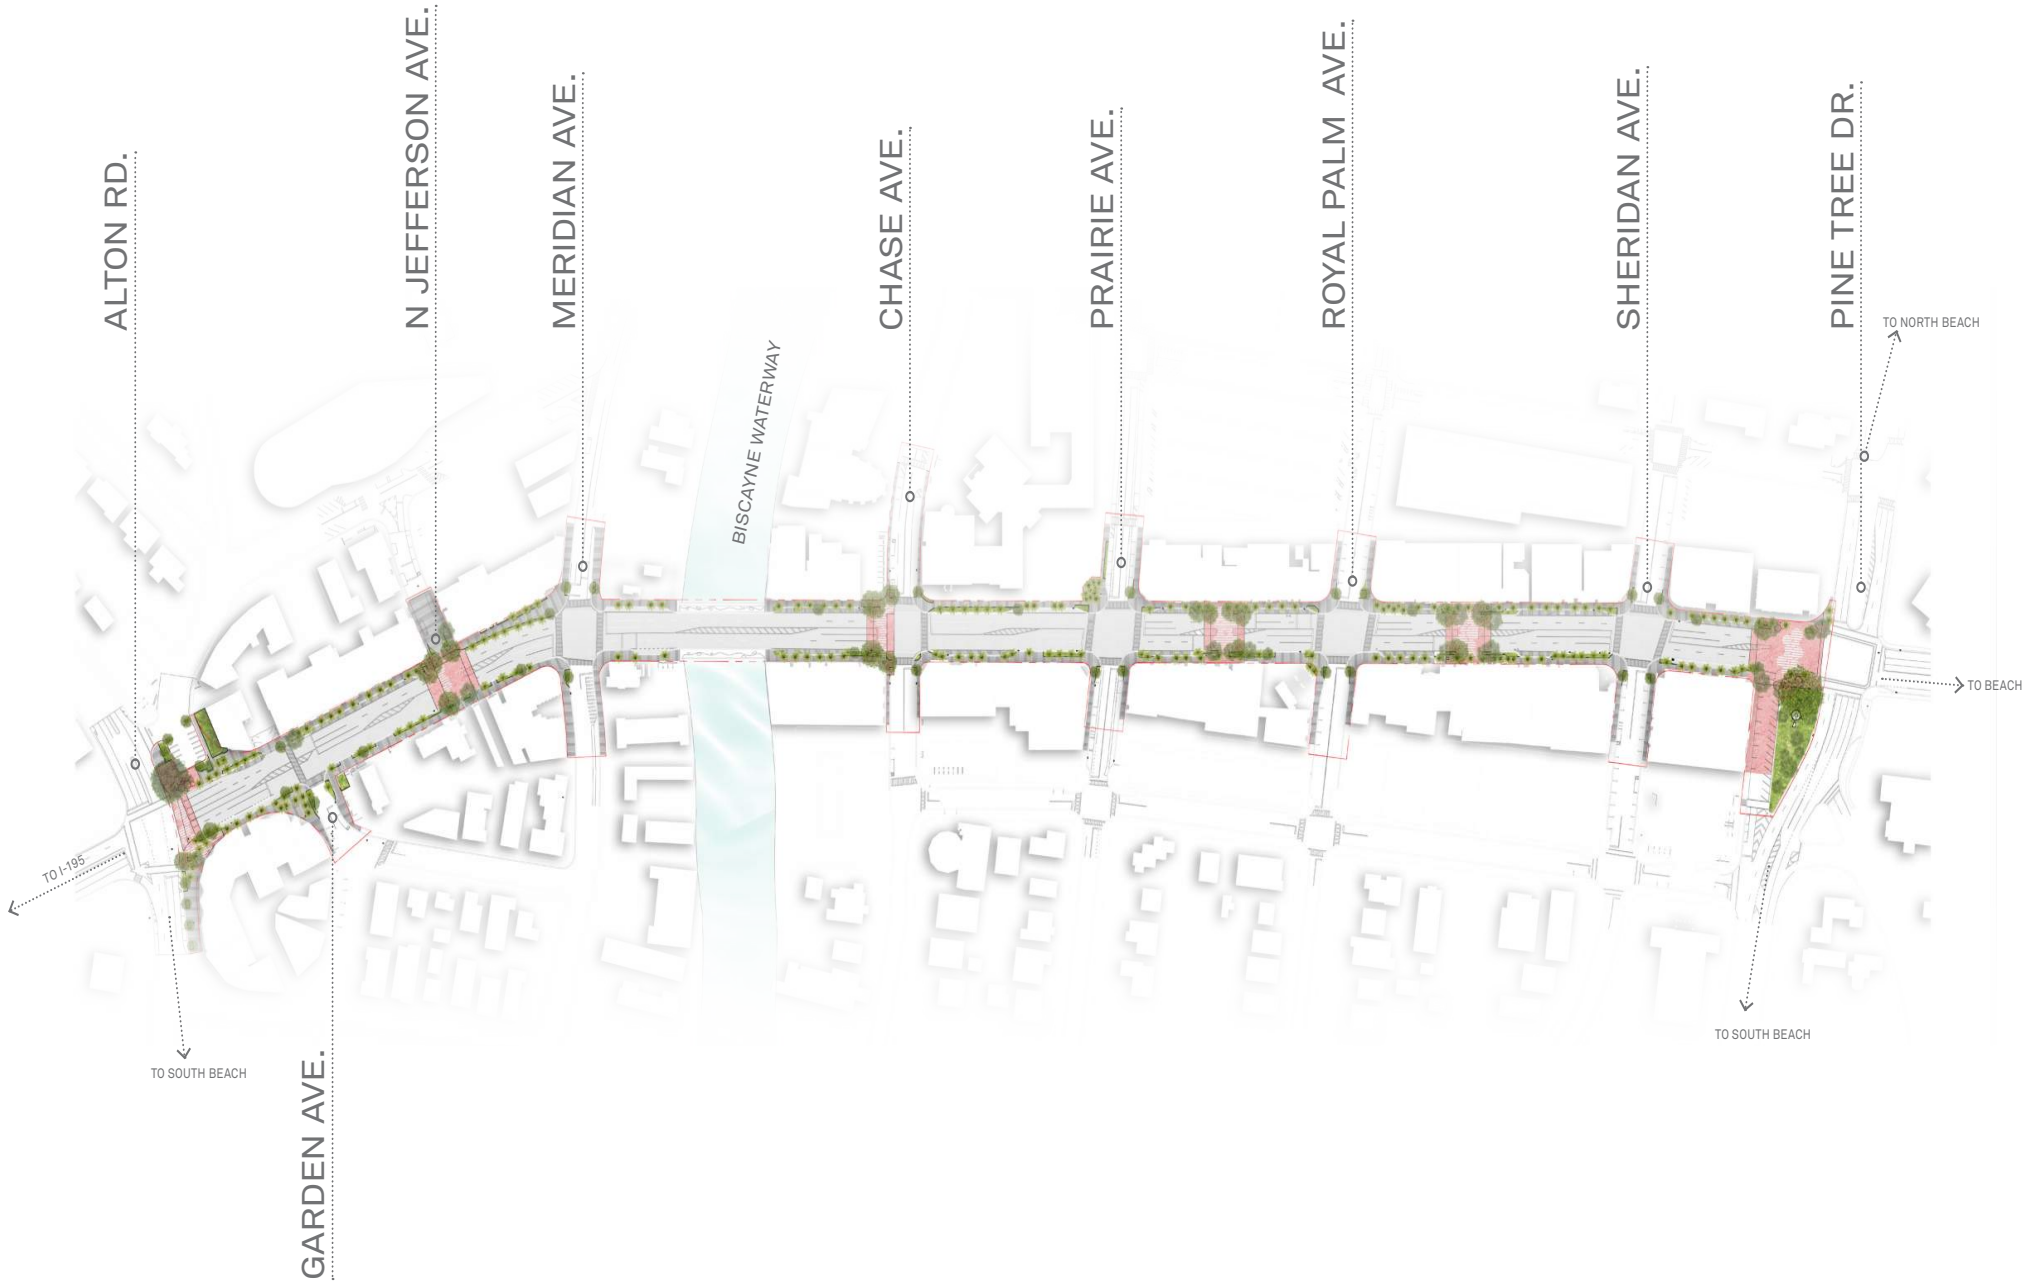 ALTON RD.
N JEFFERSON AVE.
MERIDIAN AVE.
CHASE AVE.
PRAIRIE AVE.
ROYAL PALM AVE.
SHERIDAN AVE.
PINE TREE DR.
TO NORTH BEACH
BISCAYNE WATERWAY
TO BEACH
TO I-195
TO SOUTH BEACH
TO SOUTH BEACH
GARDEN AVE.